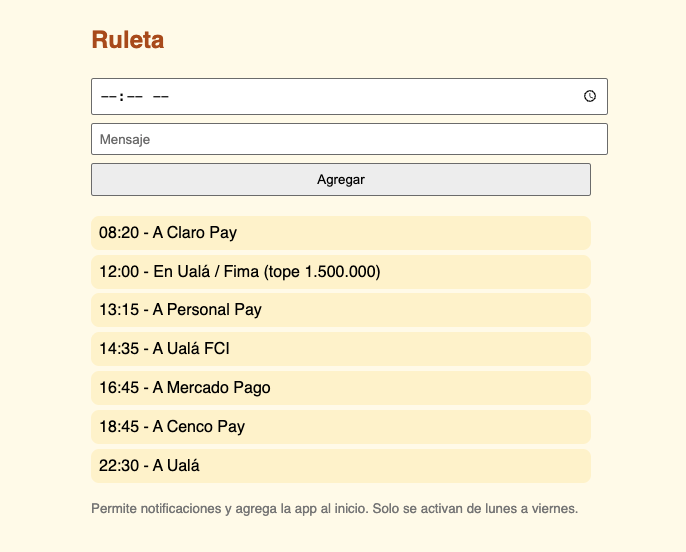 Ruleta
--:-- --
Mensaje
Agregar
08:20 - A Claro Pay
12:00 - En Ualá / Fima (tope 1.500.000)
13:15 - A Personal Pay
14:35 - A Ualá FCI
16:45 - A Mercado Pago
18:45 - A Cenco Pay
22:30 - A Ualá
Permite notificaciones y agrega la app al inicio. Solo se activan de lunes a viernes.